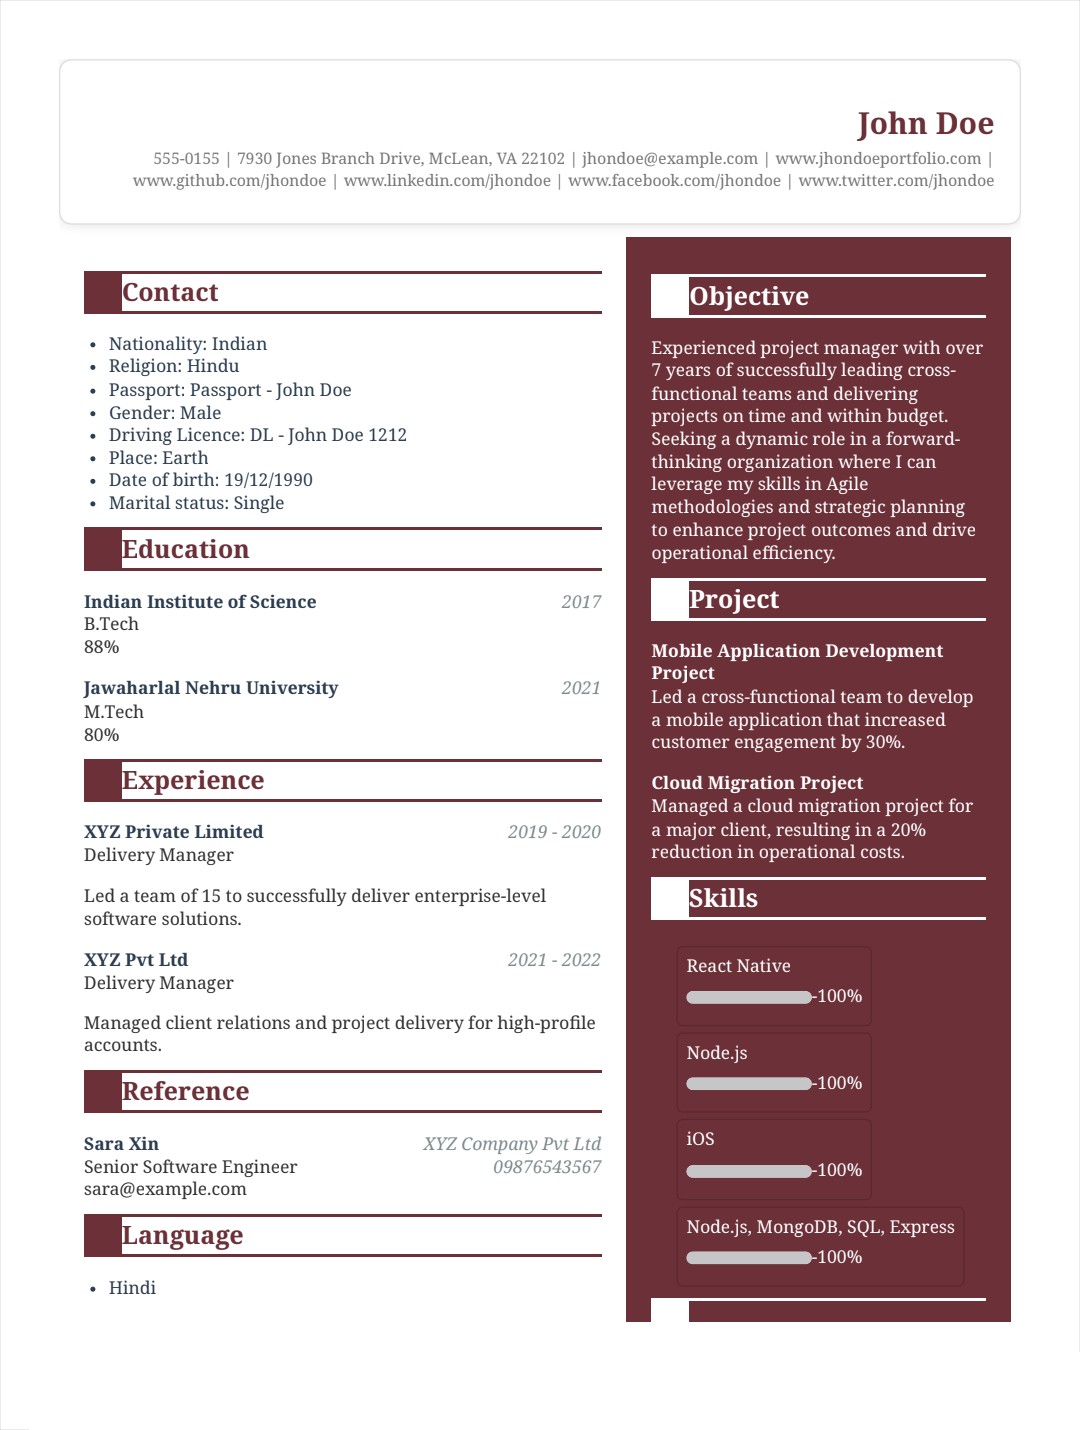 John Doe
555-0155 | 7930 Jones Branch Drive, McLean, VA 22102 | jhondoe@example.com | www.jhondoeportfolio.com |
www.github.com/jhondoe | www.linkedin.com/jhondoe | www.facebook.com/jhondoe | www.twitter.com/jhondoe
Contact
• Nationality: Indian
• Religion: Hindu
• Passport: Passport - John Doe
• Gender: Male
• Driving Licence: DL - John Doe 1212
• Place: Earth
• Date of birth: 19/12/1990
• Marital status: Single
Education
Indian Institute of Science 2017
B.Tech
88%
Jawaharlal Nehru University 2021
M.Tech
80%
Experience
XYZ Private Limited 2019 - 2020
Delivery Manager
Led a team of 15 to successfully deliver enterprise-level
software solutions.
XYZ Pvt Ltd 2021 - 2022
Delivery Manager
Managed client relations and project delivery for high-profile
accounts.
Reference
Sara Xin XYZ Company Pvt Ltd
Senior Software Engineer 09876543567
sara@example.com
Language
• Hindi
Objective
Experienced project manager with over
7 years of successfully leading cross-
functional teams and delivering
projects on time and within budget.
Seeking a dynamic role in a forward-
thinking organization where I can
leverage my skills in Agile
methodologies and strategic planning
to enhance project outcomes and drive
operational efficiency.
Project
Mobile Application Development
Project
Led a cross-functional team to develop
a mobile application that increased
customer engagement by 30%.
Cloud Migration Project
Managed a cloud migration project for
a major client, resulting in a 20%
reduction in operational costs.
Skills
React Native
-100%
Node.js
-100%
iOS
-100%
Node.js, MongoDB, SQL, Express
-100%